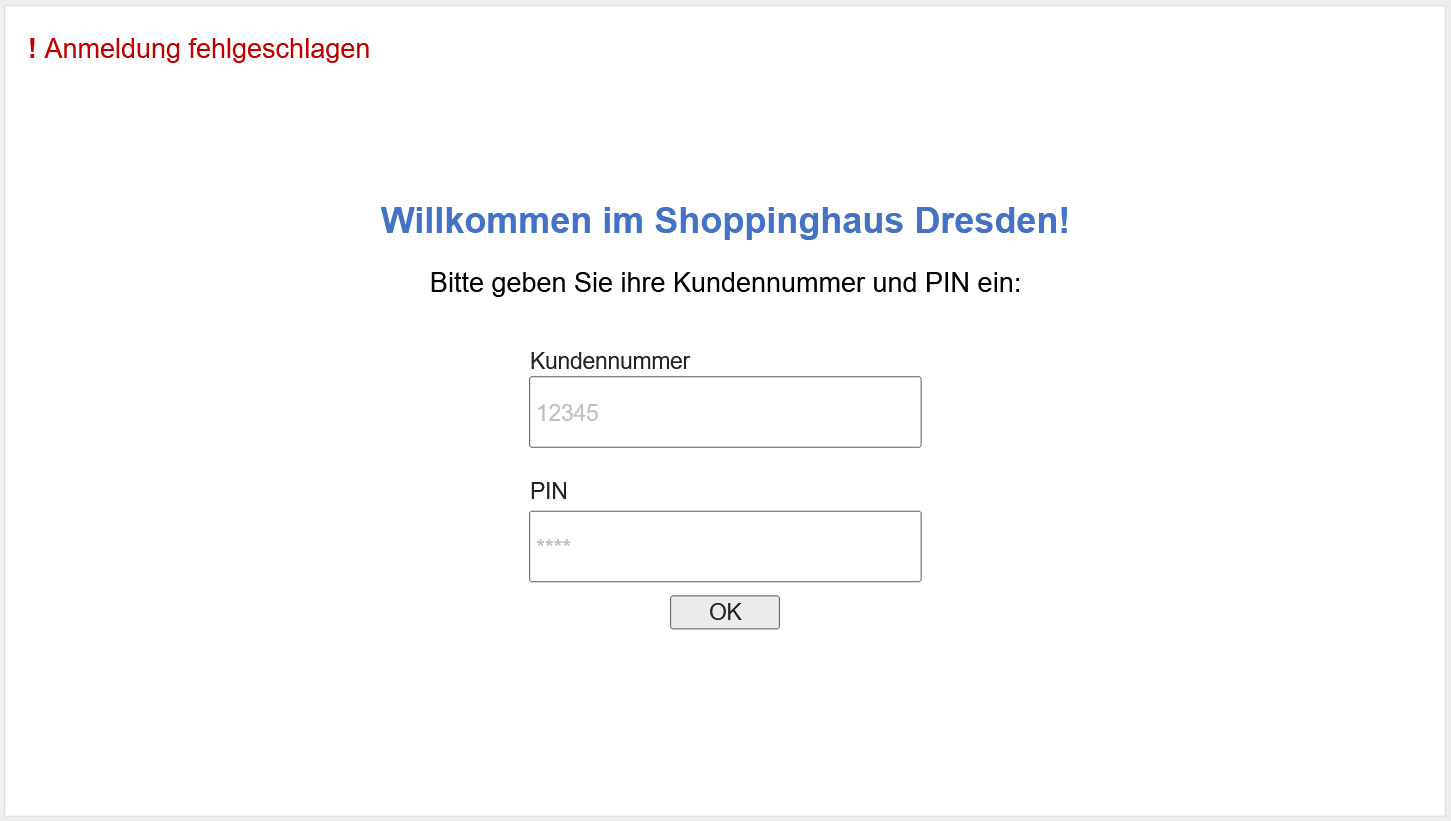 ! Anmeldung fehlgeschlagen
Willkommen im Shoppinghaus Dresden!
Bitte geben Sie ihre Kundennummer und PIN ein:
Kundennummer
12345
PIN
****
OK